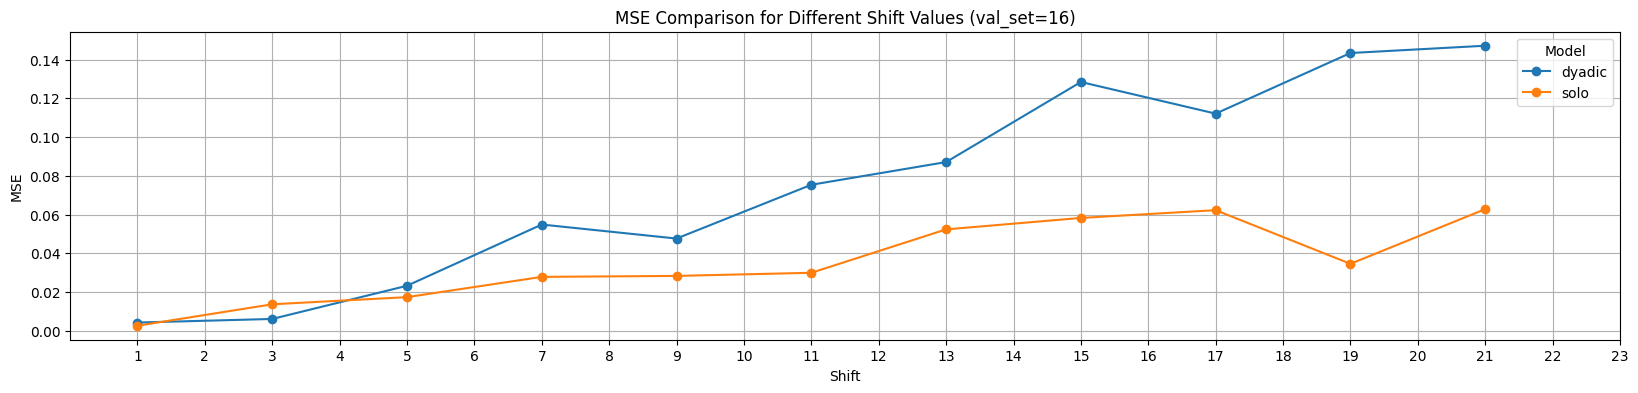 MSE Comparison for Different Shift Values (val_set=16)
MSE
0.14
0.12
0.10
0.08
0.06
0.04
0.02
0.00
Model
dyadic
solo
1 2 3 4 5 6 7 8 9 10 11 12 13 14 15 16 17 18 19 20 21 22 23
Shift